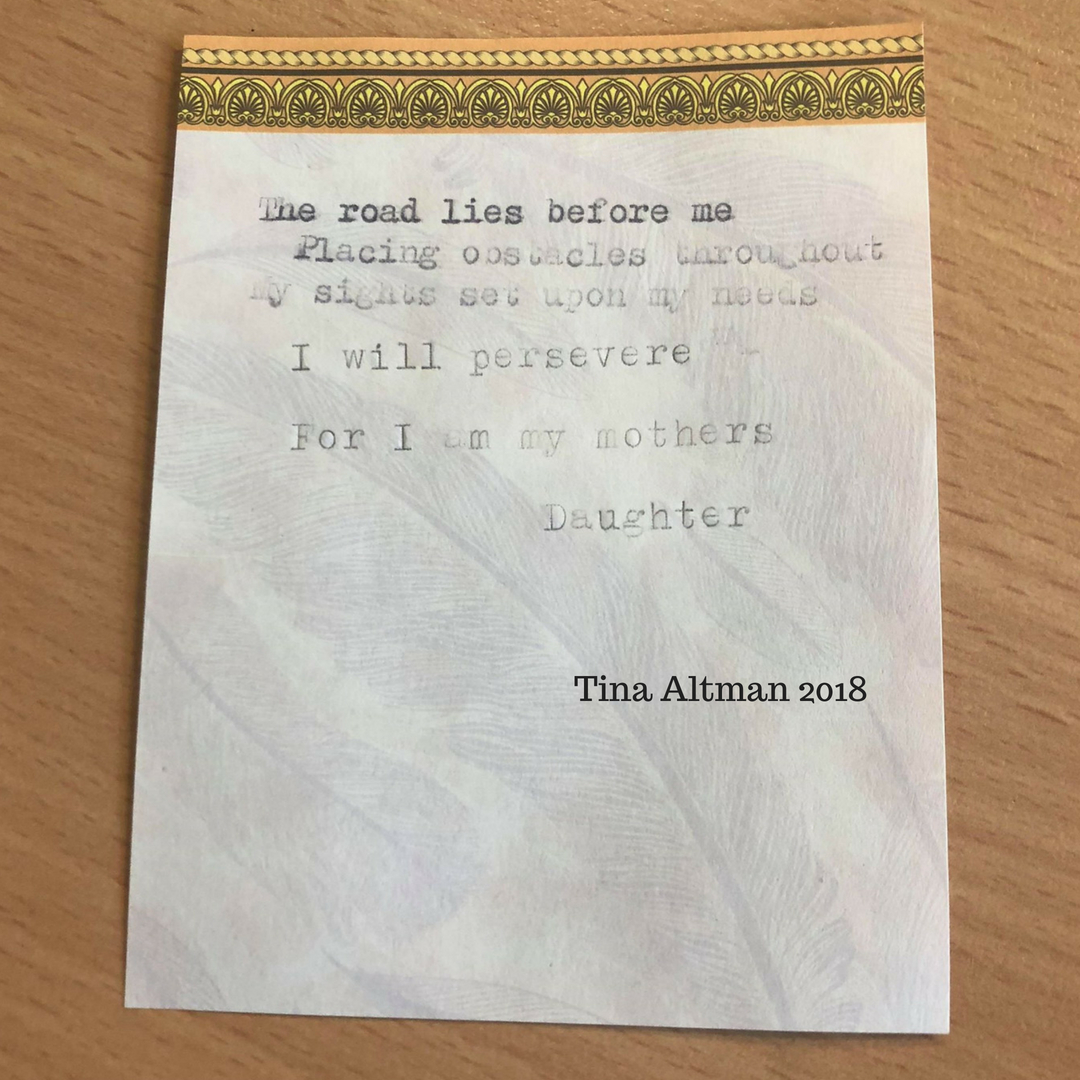 The road lies before me
Placing obstacles throughout
My sights set upon my needs
I will persevere -
For I am my mothers
Daughter
Tina Altman 2018